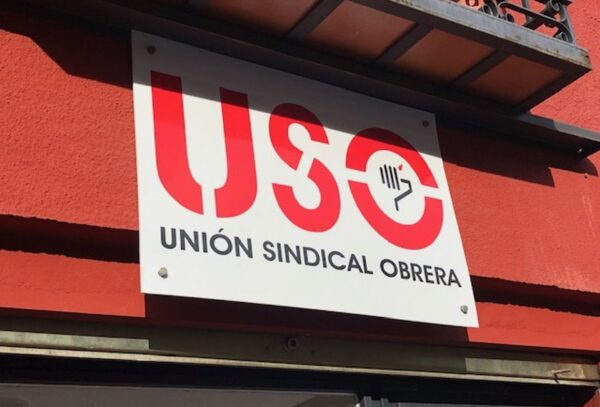 USO
UNIÓN SINDICAL OBRERA